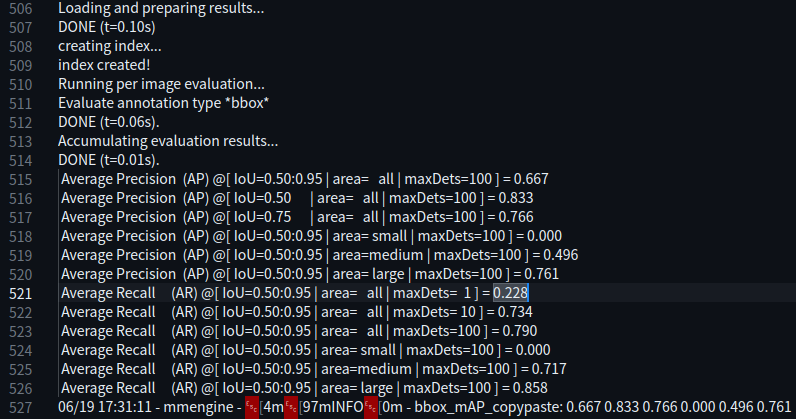 506 Loading and preparing results...
507 DONE (t=0.10s)
508 creating index...
509 index created!
510 Running per image evaluation...
511 Evaluate annotation type *bbox*
512 DONE (t=0.06s).
513 Accumulating evaluation results...
514 DONE (t=0.01s).
515 Average Precision (AP) @[ IoU=0.50:0.95 | area= all | maxDets=100 ] = 0.667
516 Average Precision (AP) @[ IoU=0.50 | area= all | maxDets=100 ] = 0.833
517 Average Precision (AP) @[ IoU=0.75 | area= all | maxDets=100 ] = 0.766
518 Average Precision (AP) @[ IoU=0.50:0.95 | area= small | maxDets=100 ] = 0.000
519 Average Precision (AP) @[ IoU=0.50:0.95 | area=medium | maxDets=100 ] = 0.496
520 Average Precision (AP) @[ IoU=0.50:0.95 | area= large | maxDets=100 ] = 0.761
521 Average Recall (AR) @[ IoU=0.50:0.95 | area= all | maxDets= 1 ] = 0.228
522 Average Recall (AR) @[ IoU=0.50:0.95 | area= all | maxDets= 10 ] = 0.734
523 Average Recall (AR) @[ IoU=0.50:0.95 | area= all | maxDets=100 ] = 0.790
524 Average Recall (AR) @[ IoU=0.50:0.95 | area= small | maxDets=100 ] = 0.000
525 Average Recall (AR) @[ IoU=0.50:0.95 | area=medium | maxDets=100 ] = 0.717
526 Average Recall (AR) @[ IoU=0.50:0.95 | area= large | maxDets=100 ] = 0.858
527 06/19 17:31:11 - mmengine - ESC[4mESC[97mINFOESC[0m - bbox_mAP_copypaste: 0.667 0.833 0.766 0.000 0.496 0.761